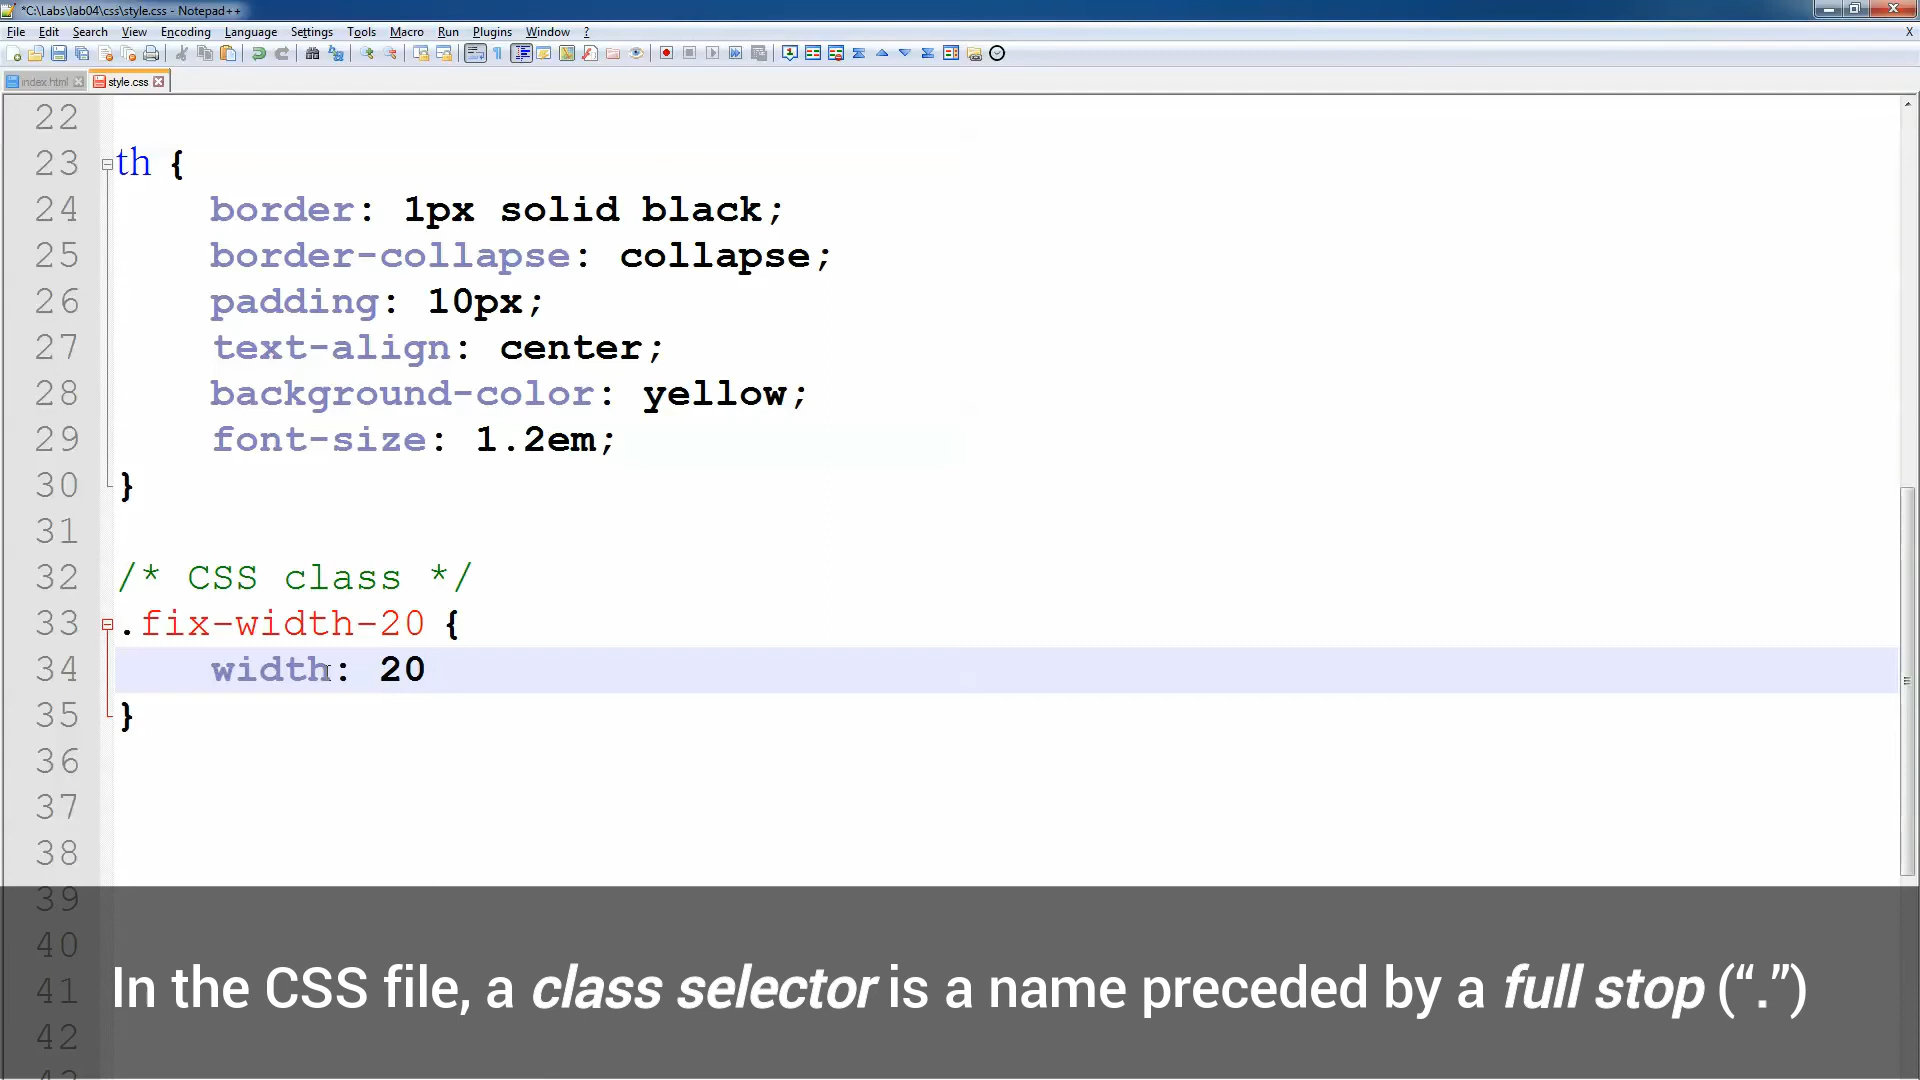 *C:\Labs\lab04\css\style.css - Notepad++
File Edit Search View Encoding Language Settings Tools Macro Run Plugins Window ? X
index.html style.css
22
23 th {
24 border: 1px solid black;
25 border-collapse: collapse;
26 padding: 10px;
27 text-align: center;
28 background-color: yellow;
29 font-size: 1.2em;
30 }
31
32 /* CSS class */
33 .fix-width-20 {
34 width: 20
35 }
36
37
38
39
40
41
42
43
In the CSS file, a class selector is a name preceded by a full stop (“.”)